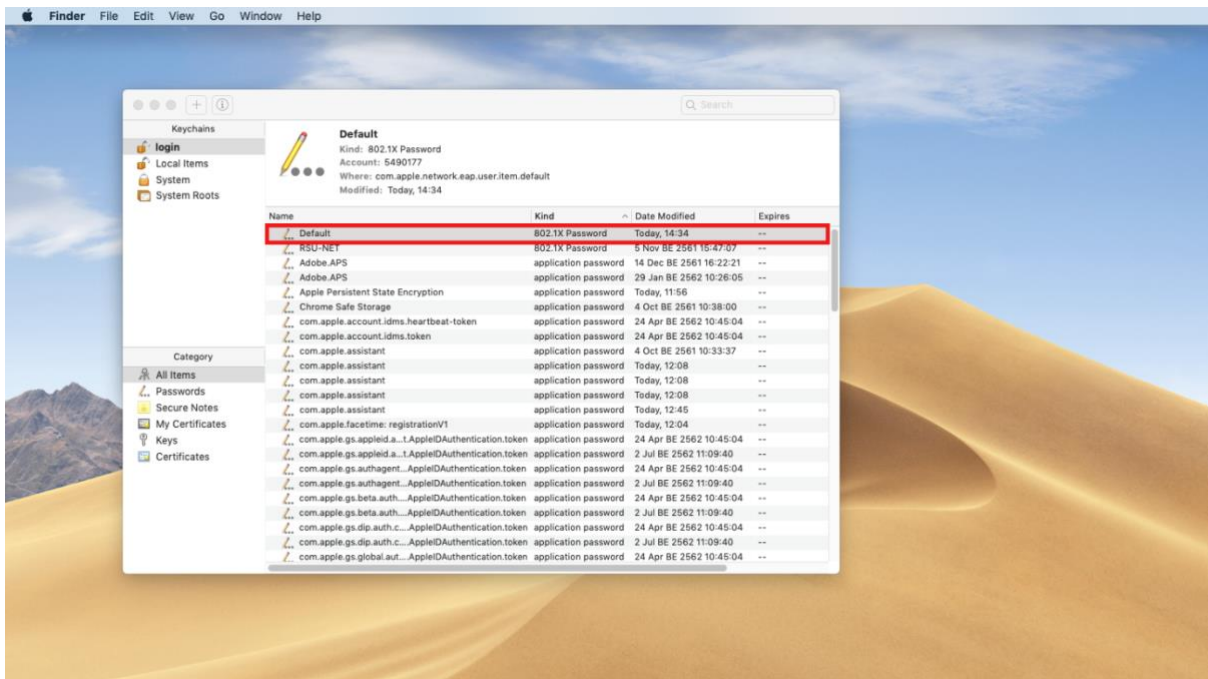 Finder File Edit View Go Window Help
Search
Keychains
login
Local Items
System
System Roots
Default
Kind: 802.1X Password
Account: 5490177
Where: com.apple.network.eap.user.item.default
Modified: Today, 14:34
Name Kind Date Modified Expires
Default 802.1X Password Today, 14:34 --
RSU-NET 802.1X Password 5 Nov BE 2561 15:47:07 --
Adobe.APS application password 14 Dec BE 2561 16:22:21 --
Adobe.APS application password 29 Jan BE 2562 10:26:05 --
Apple Persistent State Encryption application password Today, 11:56 --
Chrome Safe Storage application password 4 Oct BE 2561 10:38:00 --
com.apple.account.idms.heartbeat-token application password 24 Apr BE 2562 10:45:04 --
com.apple.account.idms.token application password 24 Apr BE 2562 10:45:04 --
com.apple.assistant application password 4 Oct BE 2561 10:33:37 --
com.apple.assistant application password Today, 12:08 --
com.apple.assistant application password Today, 12:08 --
com.apple.assistant application password Today, 12:08 --
com.apple.assistant application password Today, 12:45 --
com.apple.facetime: registrationV1 application password Today, 12:04 --
com.apple.gs.appleid.a...t.AppleIDAuthentication.token application password 24 Apr BE 2562 10:45:04 --
com.apple.gs.appleid.a...t.AppleIDAuthentication.token application password 2 Jul BE 2562 11:09:40 --
com.apple.gs.authagent...AppleIDAuthentication.token application password 24 Apr BE 2562 10:45:04 --
com.apple.gs.authagent...AppleIDAuthentication.token application password 2 Jul BE 2562 11:09:40 --
com.apple.gs.beta.auth....AppleIDAuthentication.token application password 24 Apr BE 2562 10:45:04 --
com.apple.gs.beta.auth....AppleIDAuthentication.token application password 2 Jul BE 2562 11:09:40 --
com.apple.gs.dip.auth.c....AppleIDAuthentication.token application password 24 Apr BE 2562 10:45:04 --
com.apple.gs.dip.auth.c....AppleIDAuthentication.token application password 2 Jul BE 2562 11:09:40 --
com.apple.gs.global.aut...AppleIDAuthentication.token application password 24 Apr BE 2562 10:45:04 --
Category
All Items
Passwords
Secure Notes
My Certificates
Keys
Certificates